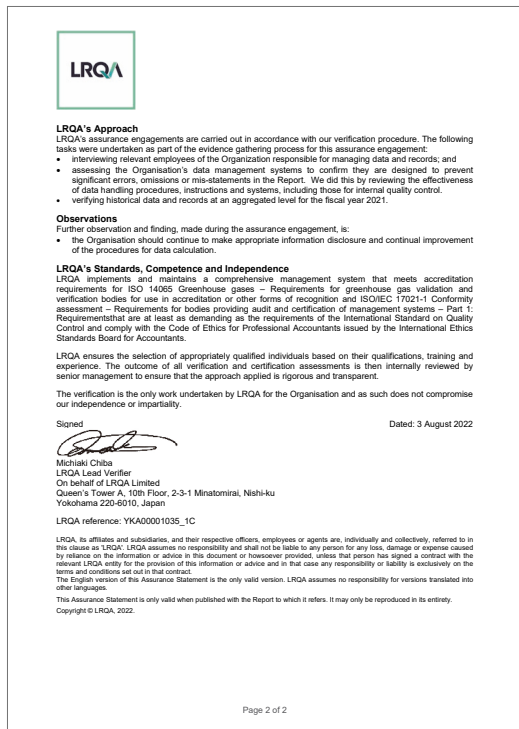 LRQA
LRQA's Approach
LRQA's assurance engagements are carried out in accordance with our verification procedure. The following
tasks were undertaken as part of the evidence gathering process for this assurance engagement:
• interviewing relevant employees of the Organization responsible for managing data and records; and
• assessing the Organisation's data management systems to confirm they are designed to prevent
significant errors, omissions or mis-statements in the Report. We did this by reviewing the effectiveness
of data handling procedures, instructions and systems, including those for internal quality control.
• verifying historical data and records at an aggregated level for the fiscal year 2021.
Observations
Further observation and finding, made during the assurance engagement, is:
• the Organisation should continue to make appropriate information disclosure and continual improvement
of the procedures for data calculation.
LRQA's Standards, Competence and Independence
LRQA implements and maintains a comprehensive management system that meets accreditation
requirements for ISO 14065 Greenhouse gases – Requirements for greenhouse gas validation and
verification bodies for use in accreditation or other forms of recognition and ISO/IEC 17021-1 Conformity
assessment – Requirements for bodies providing audit and certification of management systems – Part 1:
Requirementsthat are at least as demanding as the requirements of the International Standard on Quality
Control and comply with the Code of Ethics for Professional Accountants issued by the International Ethics
Standards Board for Accountants.
LRQA ensures the selection of appropriately qualified individuals based on their qualifications, training and
experience. The outcome of all verification and certification assessments is then internally reviewed by
senior management to ensure that the approach applied is rigorous and transparent.
The verification is the only work undertaken by LRQA for the Organisation and as such does not compromise
our independence or impartiality.
Signed Dated: 3 August 2022
Michiaki Chiba
LRQA Lead Verifier
On behalf of LRQA Limited
Queen's Tower A, 10th Floor, 2-3-1 Minatomirai, Nishi-ku
Yokohama 220-6010, Japan
LRQA reference: YKA00001035_1C
LRQA, its affiliates and subsidiaries, and their respective officers, employees or agents are, individually and collectively, referred to in
this clause as 'LRQA'. LRQA assumes no responsibility and shall not be liable to any person for any loss, damage or expense caused
by reliance on the information or advice in this document or howsoever provided, unless that person has signed a contract with the
relevant LRQA entity for the provision of this information or advice and in that case any responsibility or liability is exclusively on the
terms and conditions set out in that contract.
The English version of this Assurance Statement is the only valid version. LRQA assumes no responsibility for versions translated into
other languages.
This Assurance Statement is only valid when published with the Report to which it refers. It may only be reproduced in its entirety.
Copyright © LRQA, 2022.
Page 2 of 2